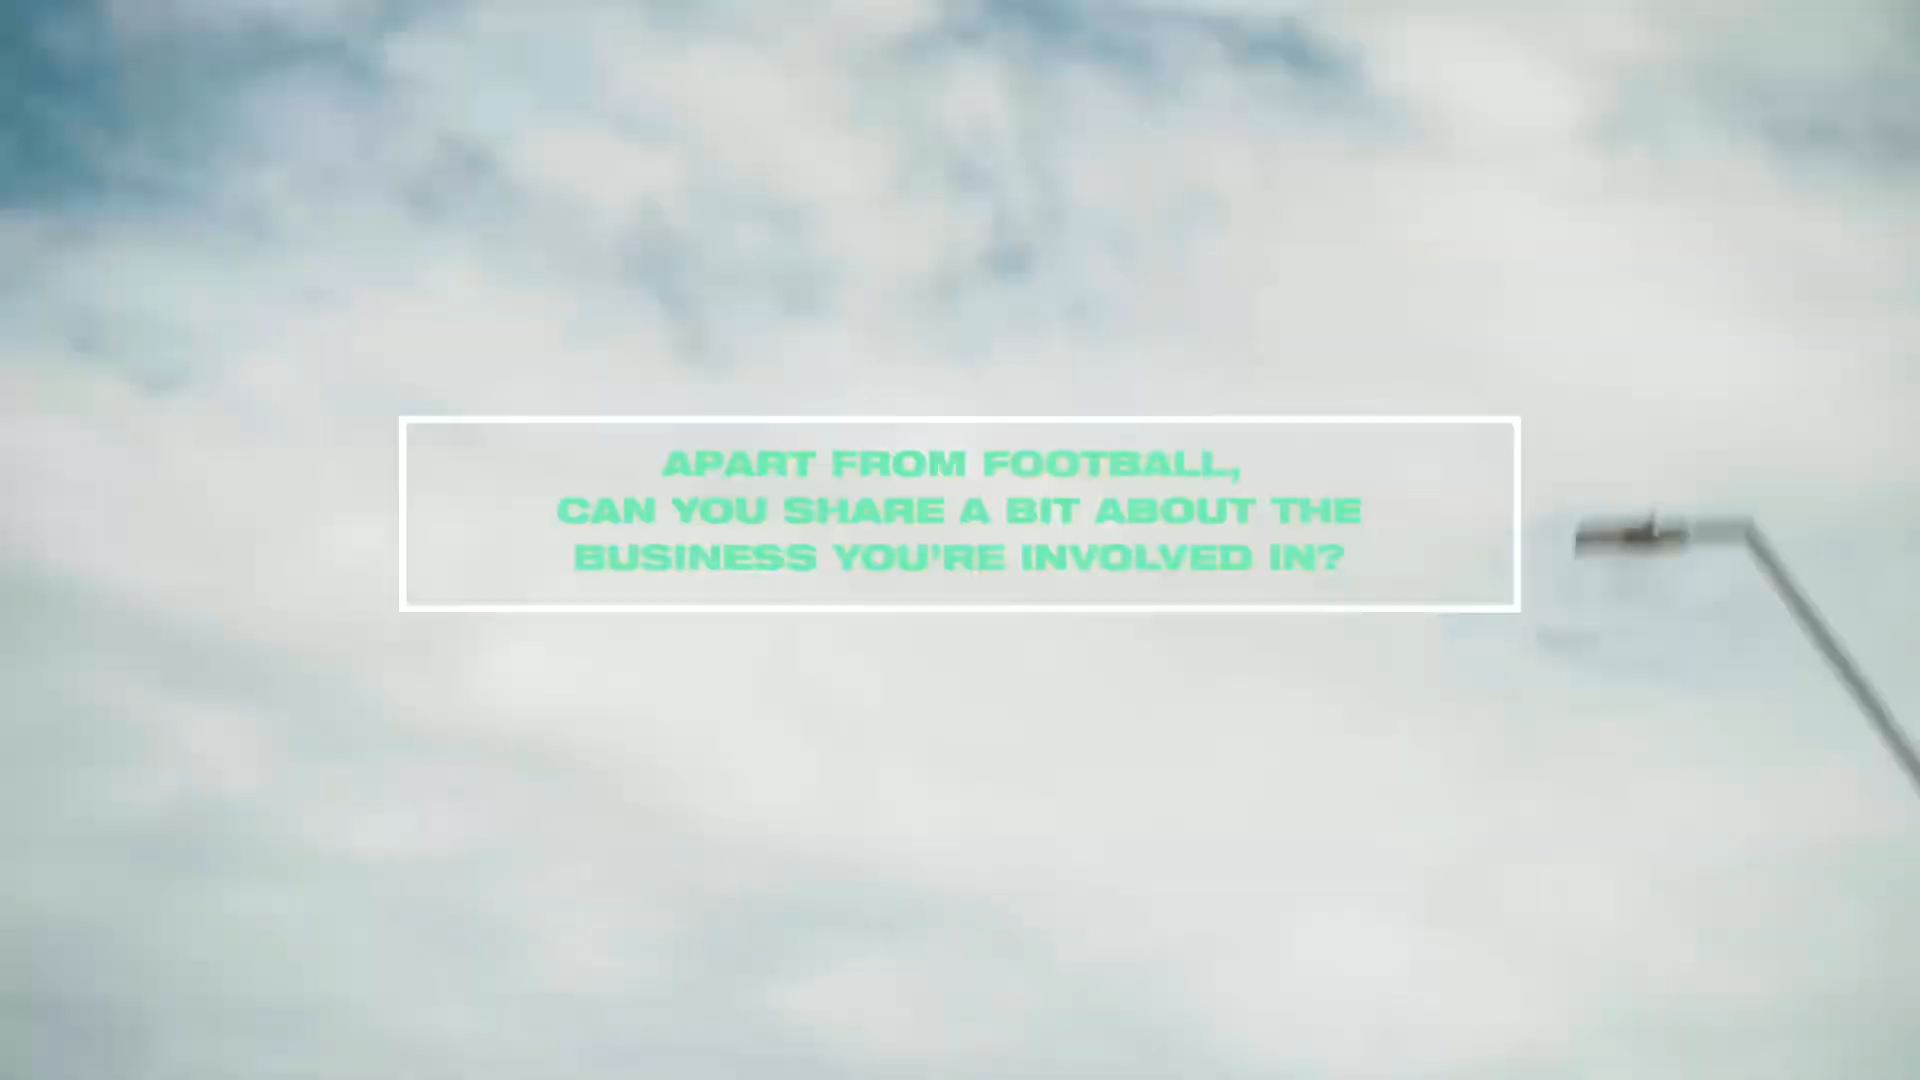 APART FROM FOOTBALL,
CAN YOU SHARE A BIT ABOUT THE
BUSINESS YOU'RE INVOLVED IN?